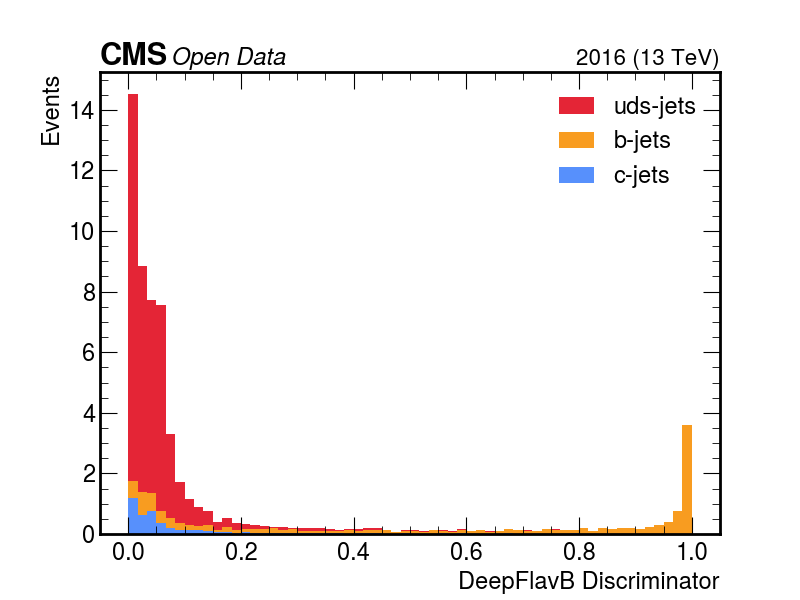 CMS Open Data
2016 (13 TeV)
Events
uds-jets
b-jets
c-jets
14
12
10
8
6
4
2
0
0.0 0.2 0.4 0.6 0.8 1.0
DeepFlavB Discriminator